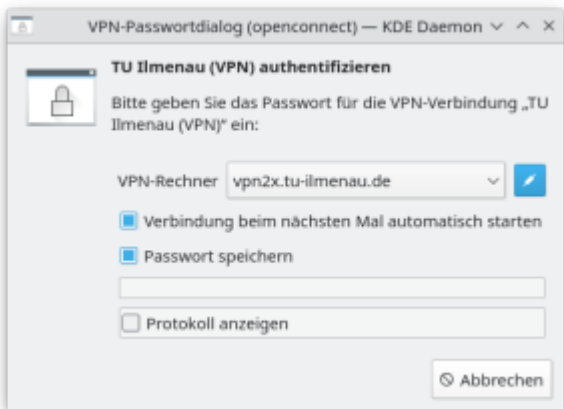 VPN-Passwortdialog (openconnect) — KDE Daemon
TU Ilmenau (VPN) authentifizieren
Bitte geben Sie das Passwort für die VPN-Verbindung „TU
Ilmenau (VPN)“ ein:
VPN-Rechner vpn2x.tu-ilmenau.de
Verbindung beim nächsten Mal automatisch starten
Passwort speichern
Protokoll anzeigen
Abbrechen